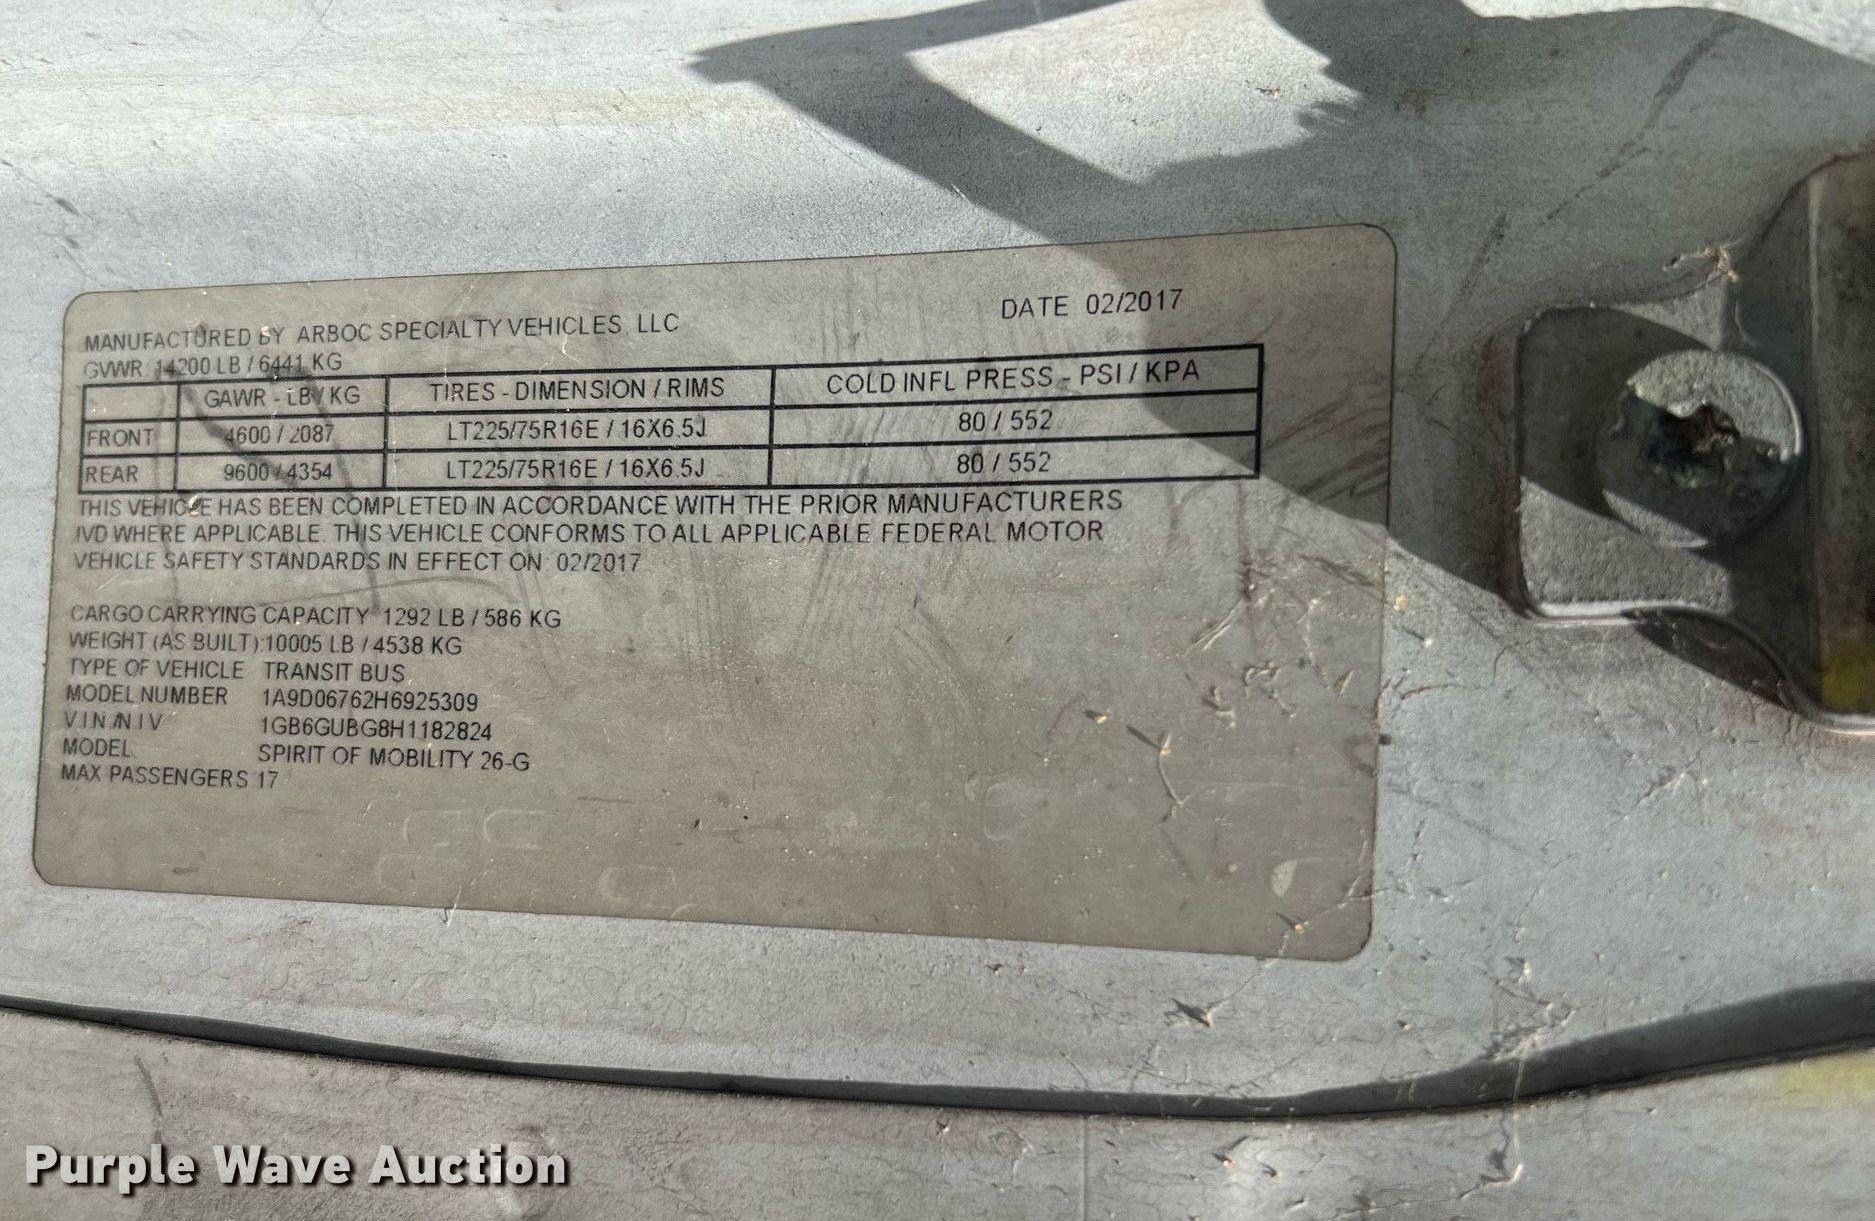 MANUFACTURED BY ARBOC SPECIALTY VEHICLES, LLC DATE 02/2017
GVWR: 14200 LB / 6441 KG
GAWR - LB / KG TIRES - DIMENSION / RIMS COLD INFL PRESS - PSI / KPA
FRONT 4600 / 2087 LT225/75R16E / 16X6.5J 80 / 552
REAR 9600 / 4354 LT225/75R16E / 16X6.5J 80 / 552
THIS VEHICLE HAS BEEN COMPLETED IN ACCORDANCE WITH THE PRIOR MANUFACTURERS
IVD WHERE APPLICABLE. THIS VEHICLE CONFORMS TO ALL APPLICABLE FEDERAL MOTOR
VEHICLE SAFETY STANDARDS IN EFFECT ON: 02/2017
CARGO CARRYING CAPACITY 1292 LB / 586 KG
WEIGHT (AS BUILT):10005 LB / 4538 KG
TYPE OF VEHICLE TRANSIT BUS
MODEL NUMBER 1A9D06762H6925309
V I N /N I V 1GB6GUBG8H1182824
MODEL SPIRIT OF MOBILITY 26-G
MAX PASSENGERS 17
Purple Wave Auction